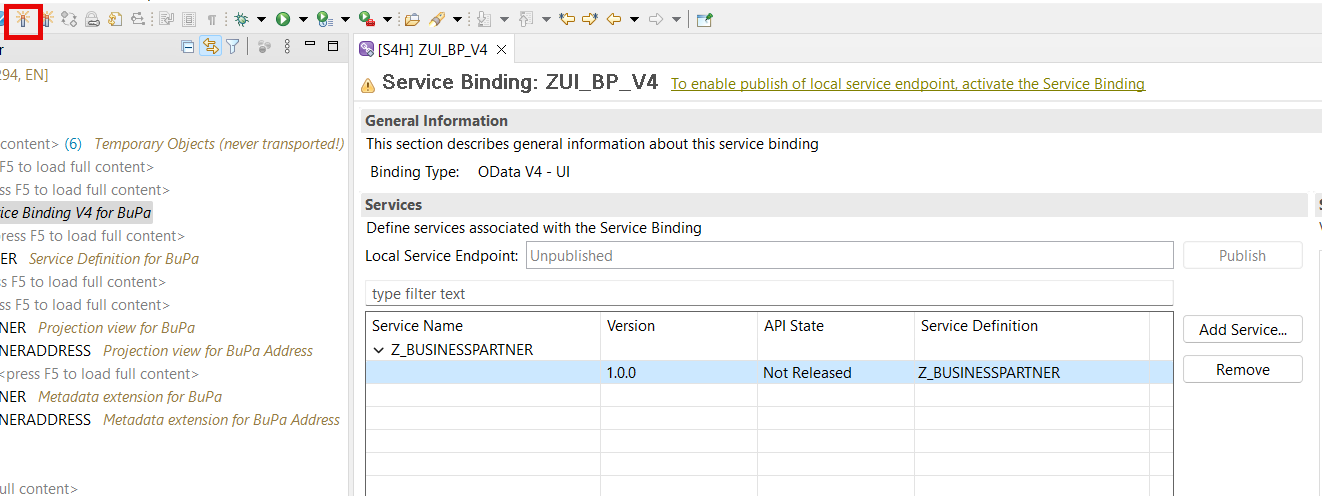 r
[S4H] ZUI_BP_V4
294, EN]
Service Binding: ZUI_BP_V4 To enable publish of local service endpoint, activate the Service Binding
General Information
content> (6) Temporary Objects (never transported!)
This section describes general information about this service binding
F5 to load full content>
Binding Type: OData V4 - UI
ss F5 to load full content>
ice Binding V4 for BuPa
Services
Define services associated with the Service Binding
ress F5 to load full content>
Local Service Endpoint: Unpublished Publish
ER Service Definition for BuPa
ss F5 to load full content>
type filter text
ss F5 to load full content>
NER Projection view for BuPa
Service Name Version API State Service Definition Add Service...
NERADDRESS Projection view for BuPa Address
Z_BUSINESSPARTNER
<press F5 to load full content>
1.0.0 Not Released Z_BUSINESSPARTNER Remove
NER Metadata extension for BuPa
NERADDRESS Metadata extension for BuPa Address
ull content>